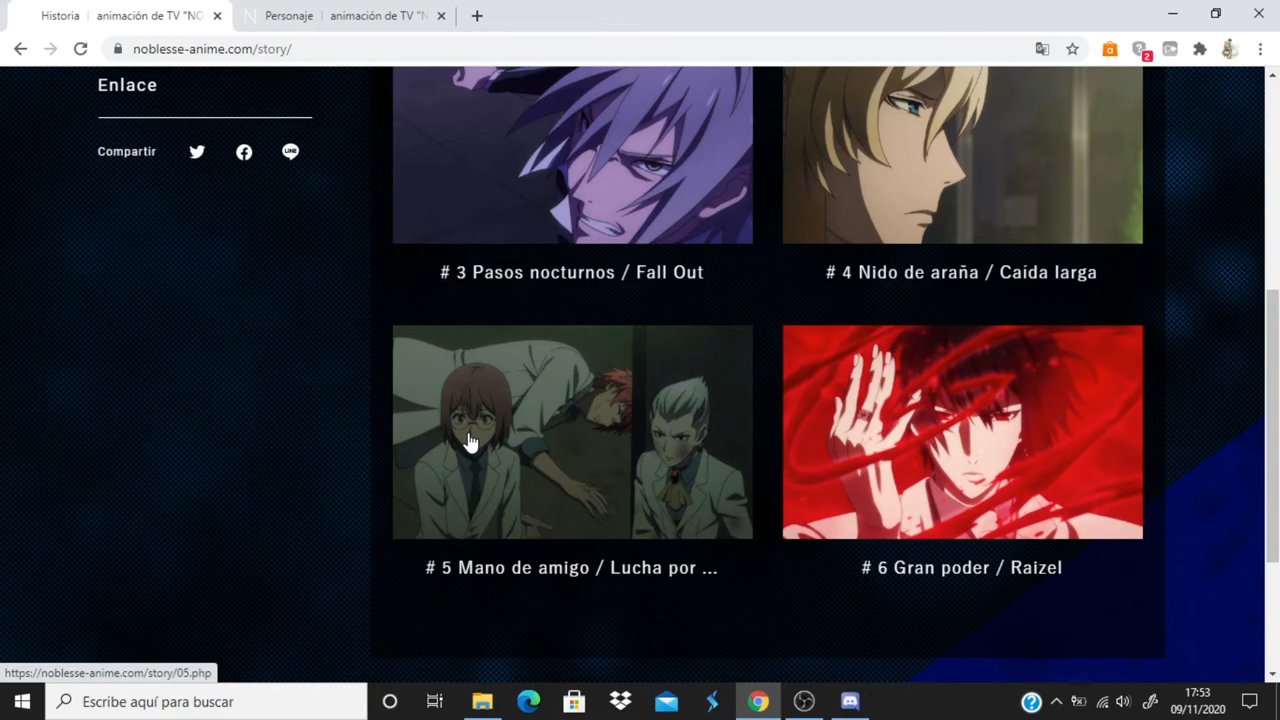 Historia | animación de TV "NO
Personaje | animación de TV "N
noblesse-anime.com/story/
2
Enlace
Compartir
LINE
# 3 Pasos nocturnos / Fall Out
# 4 Nido de araña / Caída larga
# 5 Mano de amigo / Lucha por ...
# 6 Gran poder / Raizel
https://noblesse-anime.com/story/05.php
Escribe aquí para buscar
17:53
09/11/2020